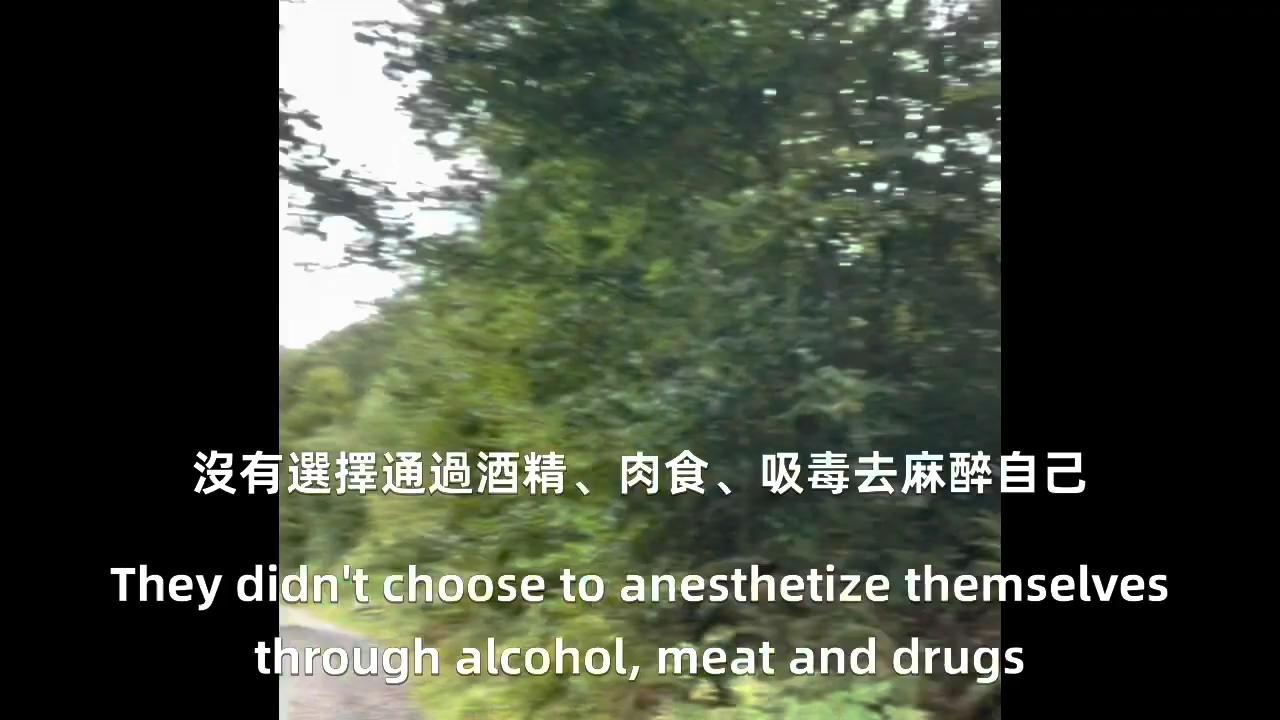 沒有選擇通過酒精、肉食、吸毒去麻醉自己
They didn't choose to anesthetize themselves
through alcohol, meat and drugs